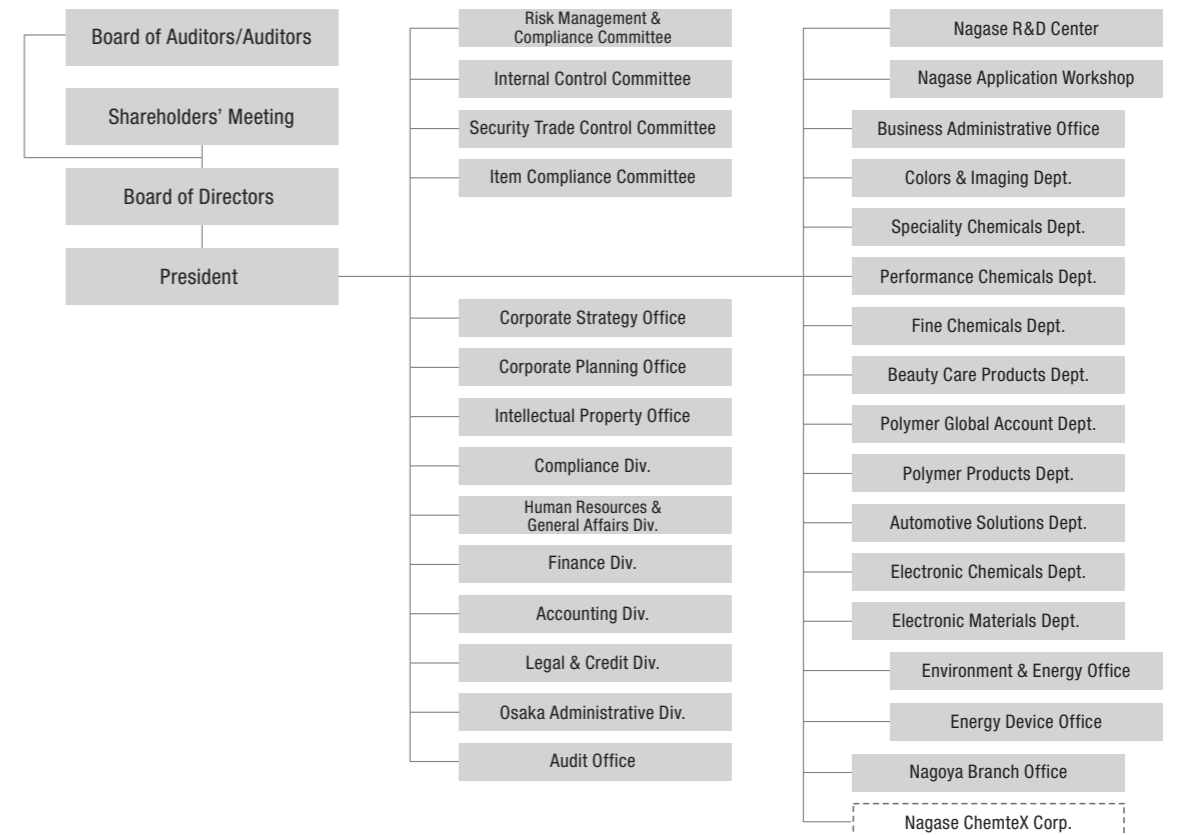 Board of Auditors/Auditors
Shareholders' Meeting
Board of Directors
President
Risk Management &
Compliance Committee
Internal Control Committee
Security Trade Control Committee
Item Compliance Committee
Corporate Strategy Office
Corporate Planning Office
Intellectual Property Office
Compliance Div.
Human Resources &
General Affairs Div.
Finance Div.
Accounting Div.
Legal & Credit Div.
Osaka Administrative Div.
Audit Office
Nagase R&D Center
Nagase Application Workshop
Business Administrative Office
Colors & Imaging Dept.
Speciality Chemicals Dept.
Performance Chemicals Dept.
Fine Chemicals Dept.
Beauty Care Products Dept.
Polymer Global Account Dept.
Polymer Products Dept.
Automotive Solutions Dept.
Electronic Chemicals Dept.
Electronic Materials Dept.
Environment & Energy Office
Energy Device Office
Nagoya Branch Office
Nagase ChemteX Corp.